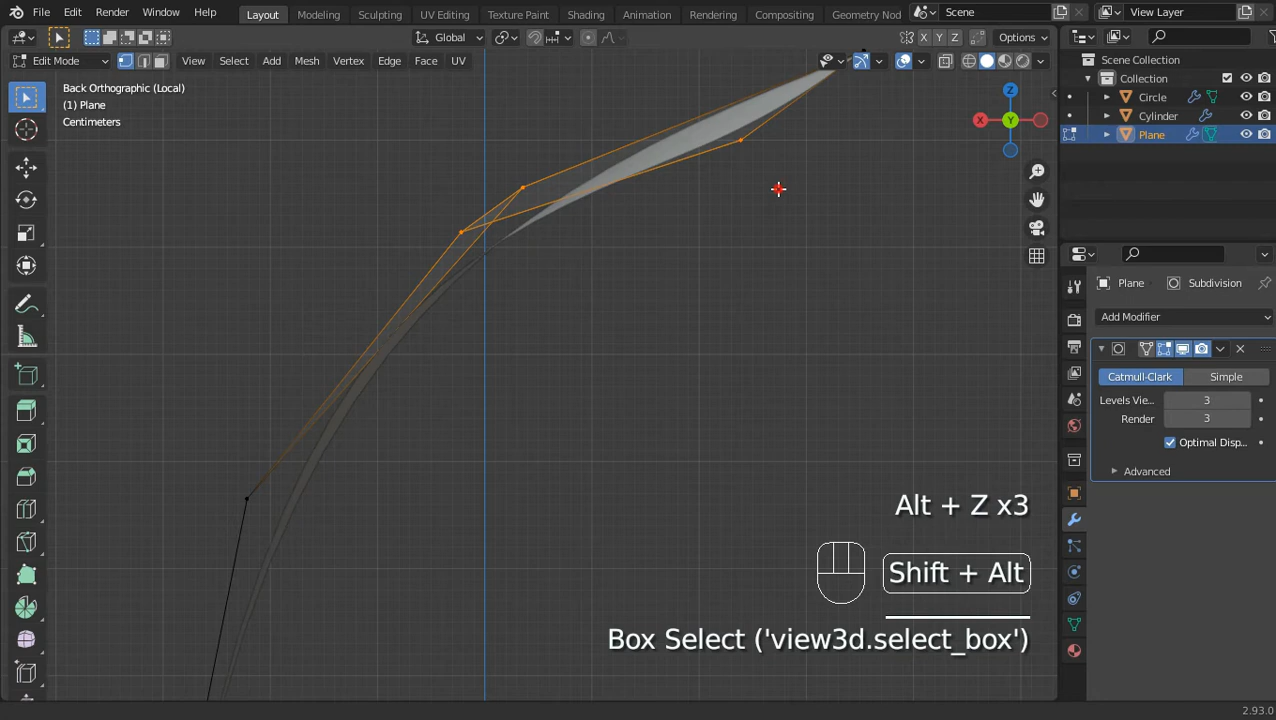 File Edit Render Window Help Layout Modeling Sculpting UV Editing Texture Paint Shading Animation Rendering Compositing Geometry Nod Scene View Layer
Global X Y Z Options
Edit Mode View Select Add Mesh Vertex Edge Face UV
Back Orthographic (Local)
(1) Plane
Centimeters
Z
X
Y
Scene Collection
Collection
Circle
Cylinder
Plane
Plane Subdivision
Add Modifier
Catmull-Clark Simple
Levels Vie... 3
Render 3
Optimal Disp...
Advanced
Alt + Z x3
Shift + Alt
Box Select ('view3d.select_box')
2.93.0